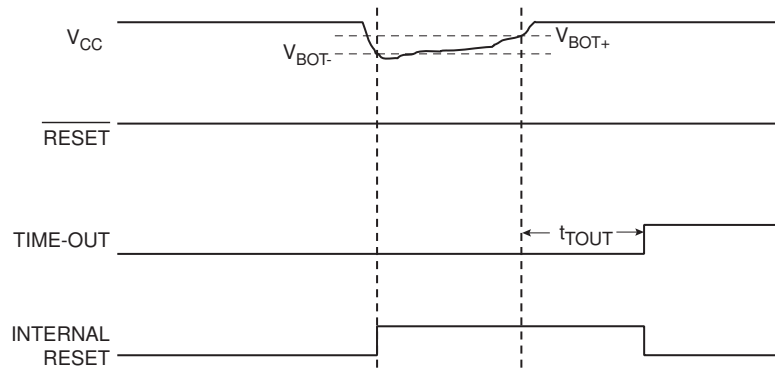 VCC
VBOT-
VBOT+
RESET
TIME-OUT
tTOUT
INTERNAL
RESET